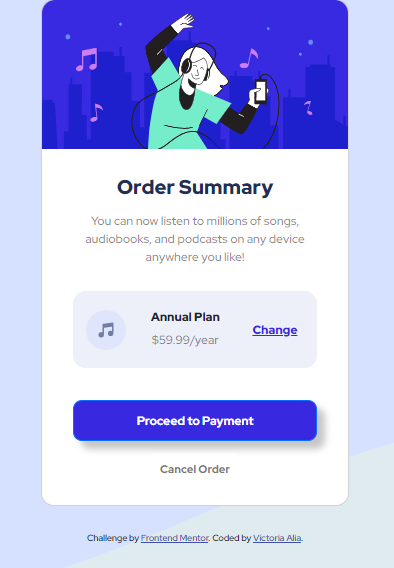 Order Summary
You can now listen to millions of songs,
audiobooks, and podcasts on any device
anywhere you like!
Annual Plan
$59.99/year
Change
Proceed to Payment
Cancel Order
Challenge by Frontend Mentor. Coded by Victoria Alia.